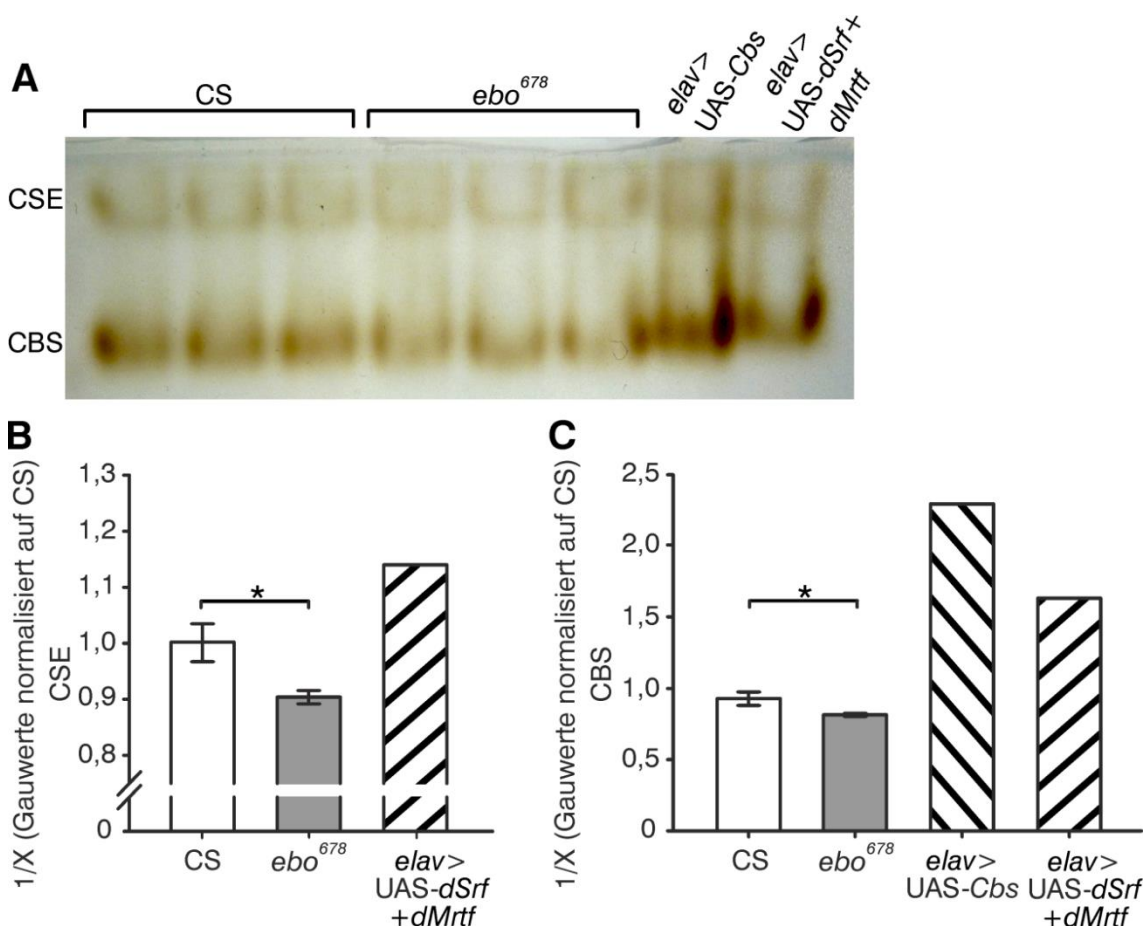 A
CS
ebo678
elav>
UAS-Cbs
elav>
UAS-dSrf+
dMrtf
CSE
CBS
B
1/X (Gauwerte normalisiert auf CS)
CSE
1,3
1,2
1,1
1,0
0,9
0,8
0
*
CS
ebo678
elav>
UAS-dSrf
+dMrtf
C
1/X (Gauwerte normalisiert auf CS)
CBS
2,5
2,0
1,5
1,0
0,5
0
*
CS
ebo678
elav>
UAS-Cbs
elav>
UAS-dSrf
+dMrtf